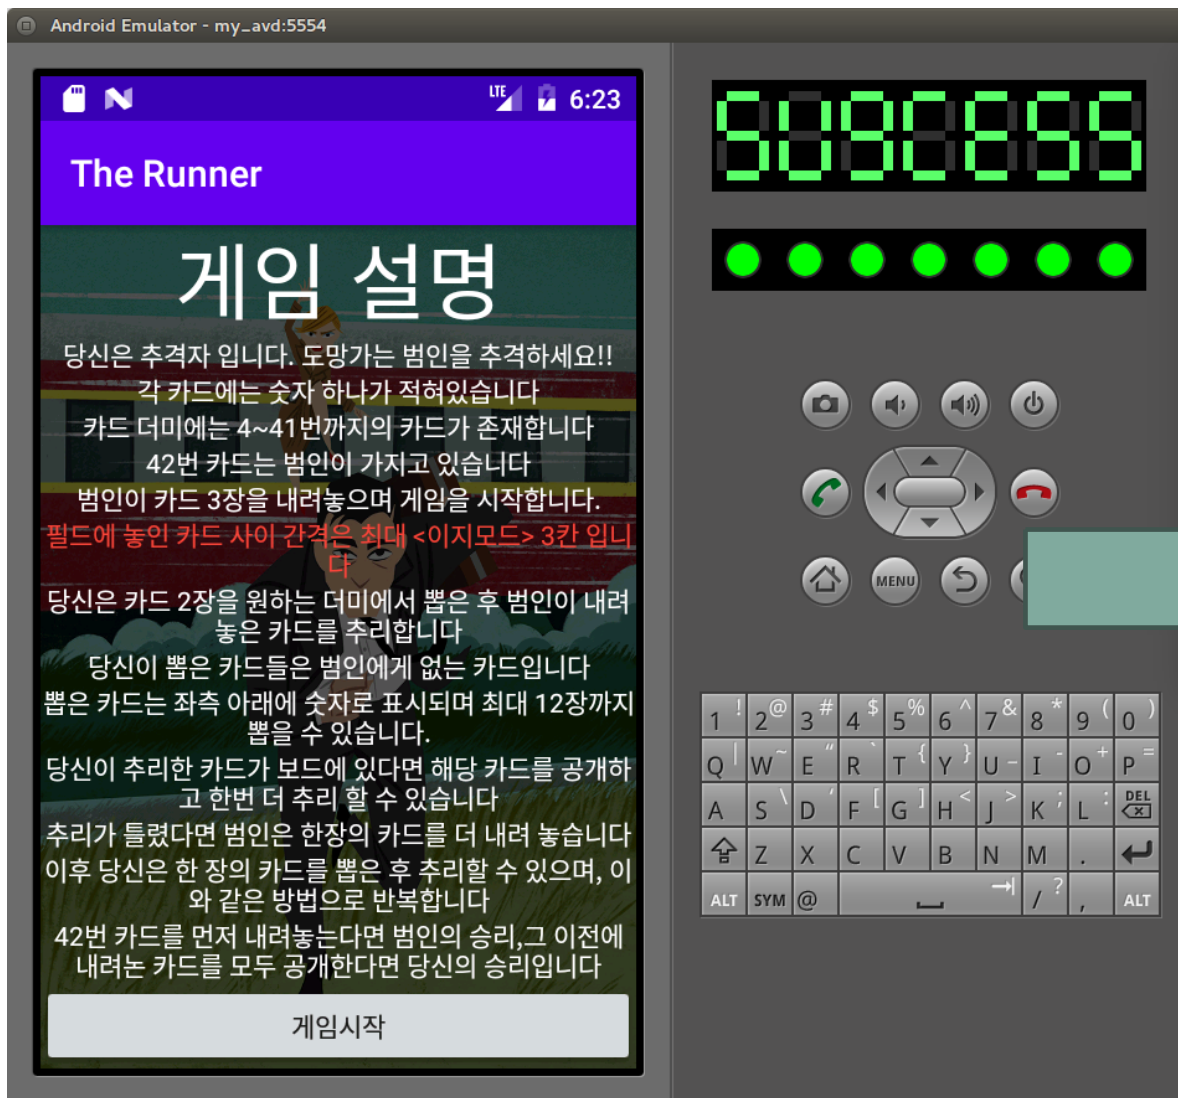 Android Emulator - my_avd:5554
LTE 6:23
The Runner
게임 설명
당신은 추격자 입니다. 도망가는 범인을 추격하세요!!
각 카드에는 숫자 하나가 적혀있습니다
카드 더미에는 4~41번까지의 카드가 존재합니다
42번 카드는 범인이 가지고 있습니다
범인이 카드 3장을 내려놓으며 게임을 시작합니다.
필드에 놓인 카드 사이 간격은 최대 <이지모드> 3칸 입니
다
당신은 카드 2장을 원하는 더미에서 뽑은 후 범인이 내려
놓은 카드를 추리합니다
당신이 뽑은 카드들은 범인에게 없는 카드입니다
뽑은 카드는 좌측 아래에 숫자로 표시되며 최대 12장까지
뽑을 수 있습니다.
당신이 추리한 카드가 보드에 있다면 해당 카드를 공개하
고 한번 더 추리 할 수 있습니다
추리가 틀렸다면 범인은 한장의 카드를 더 내려 놓습니다
이후 당신은 한 장의 카드를 뽑은 후 추리할 수 있으며, 이
와 같은 방법으로 반복합니다
42번 카드를 먼저 내려놓는다면 범인의 승리,그 이전에
내려논 카드를 모두 공개한다면 당신의 승리입니다
게임시작
SUCCESS
MENU
1 ! 2 @ 3 # 4 $ 5 % 6 ^ 7 & 8 * 9 ( 0 )
Q | W ~ E " R ` T { Y } U _ I - O + P =
A S \ D ' F [ G ] H < J > K ; L : DEL
Z X C V B N M .
ALT SYM @ / ? , ALT